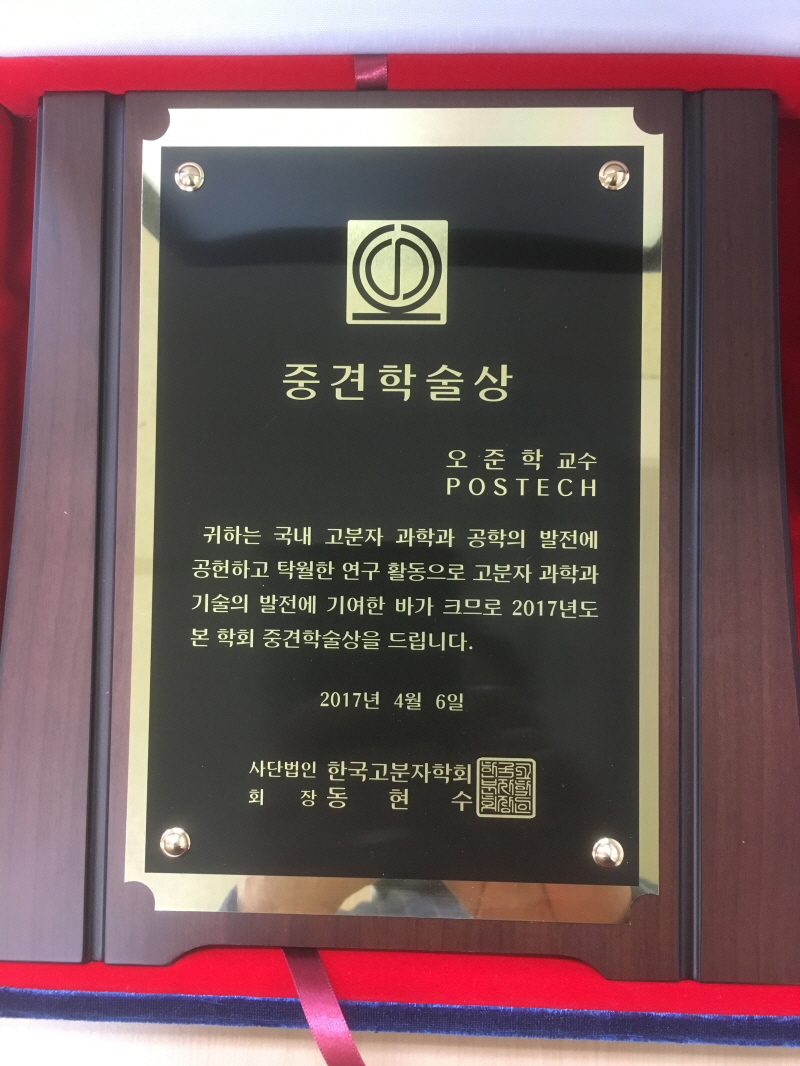 중견학술상
오 준 학 교수
POSTECH
귀하는 국내 고분자 과학과 공학의 발전에
공헌하고 탁월한 연구 활동으로 고분자 과학과
기술의 발전에 기여한 바가 크므로 2017년도
본 학회 중견학술상을 드립니다.
2017년 4월 6일
사단법인 한국고분자학회
회 장 동 현 수